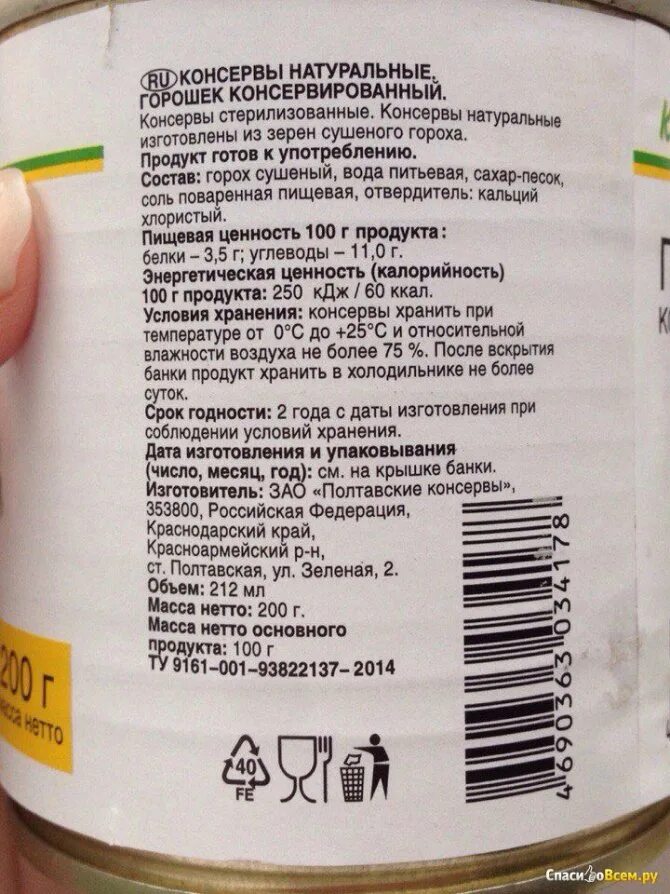 RU КОНСЕРВЫ НАТУРАЛЬНЫЕ.
ГОРОШЕК КОНСЕРВИРОВАННЫЙ.
Консервы стерилизованные. Консервы натуральные
изготовлены из зерен сушеного гороха.
Продукт готов к употреблению.
Состав: горох сушеный, вода питьевая, сахар-песок,
соль поваренная пищевая, отвердитель: кальций
хлористый.
Пищевая ценность 100 г продукта:
белки – 3,5 г; углеводы – 11,0 г.
Энергетическая ценность (калорийность)
100 г продукта: 250 кДж / 60 ккал.
Условия хранения: консервы хранить при
температуре от 0°С до +25°С и относительной
влажности воздуха не более 75 %. После вскрытия
банки продукт хранить в холодильнике не более
суток.
Срок годности: 2 года с даты изготовления при
соблюдении условий хранения.
Дата изготовления и упаковывания
(число, месяц, год): см. на крышке банки.
Изготовитель: ЗАО «Полтавские консервы»,
353800, Российская Федерация,
Краснодарский край,
Красноармейский р-н,
ст. Полтавская, ул. Зеленая, 2.
Объем: 212 мл
Масса нетто: 200 г.
Масса нетто основного
продукта: 100 г
ТУ 9161-001-93822137-2014
4 690363 034178
200 г
масса нетто
40
FE
СпасибоВсем.ру